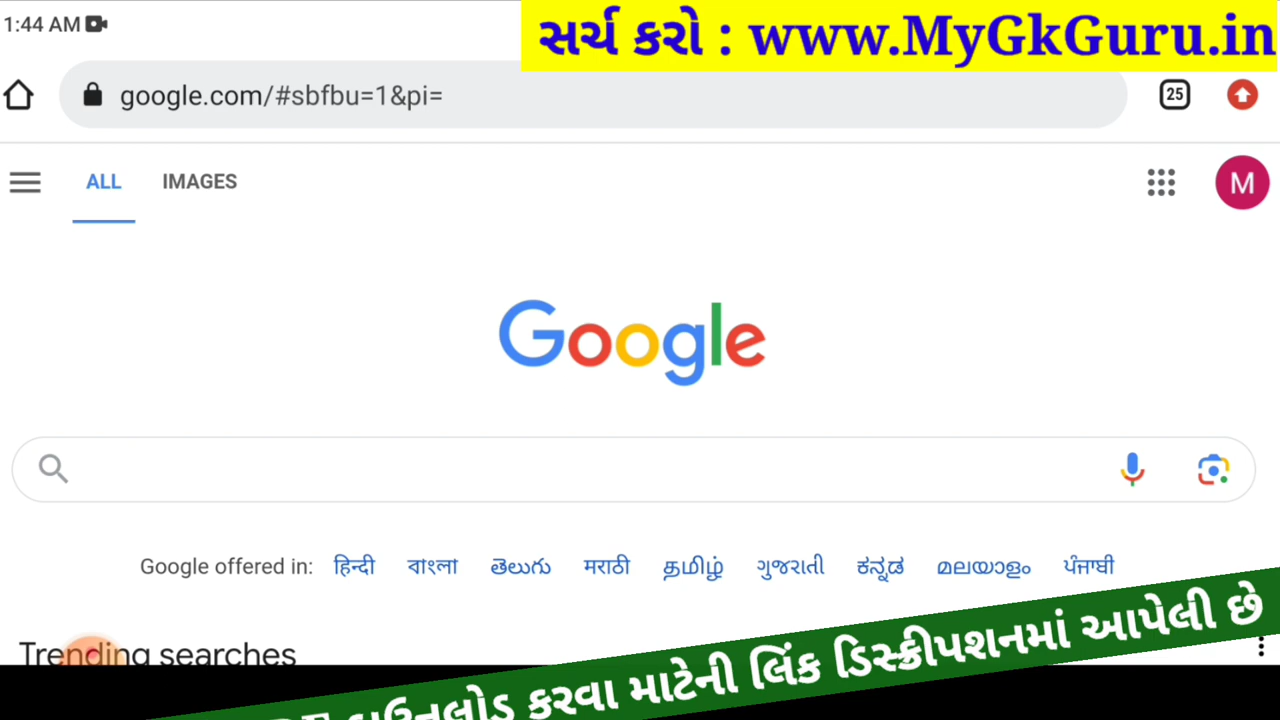 1:44 AM
સર્ચ કરો : www.MyGkGuru.in
google.com/#sbfbu=1&pi=
25
ALL IMAGES
M
Google
Google offered in: हिन्दी বাংলা తెలుగు मराठी தமிழ் ગુજરાતી ಕನ್ನಡ മലയാളം ਪੰਜਾਬੀ
Trending searches
ડાઉનલોડ કરવા માટેની લિંક ડિસ્ક્રીપશનમાં આપેલી છે